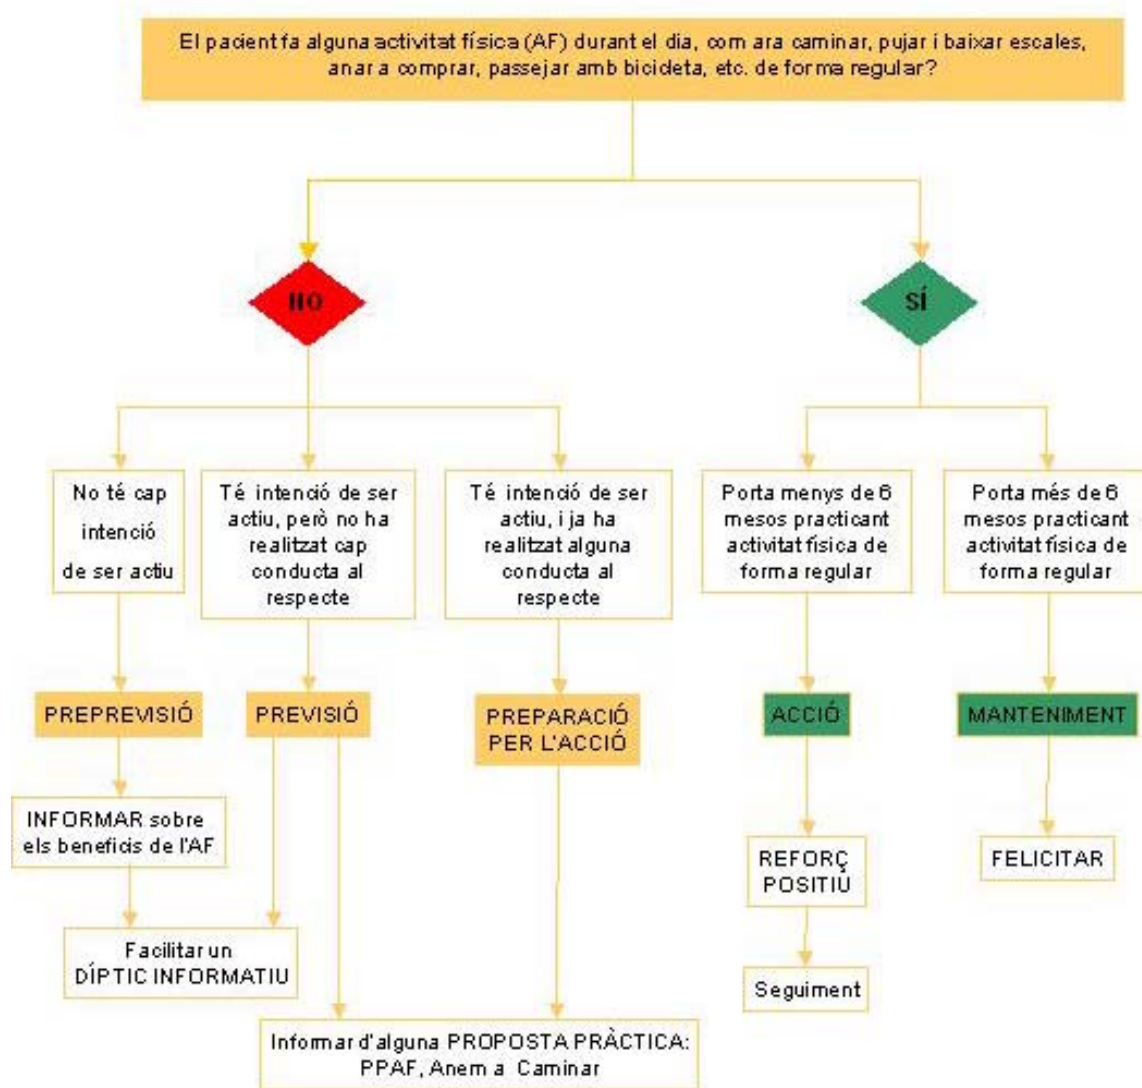 El pacient fa alguna activitat física (AF) durant el dia, com ara caminar, pujar i baixar escales,
anar a comprar, passejar amb bicicleta, etc. de forma regular?
NO
SÍ
No té cap
intenció
de ser actiu
Té intenció de ser
actiu, però no ha
realitzat cap
conducta al
respecte
Té intenció de ser
actiu, i ja ha
realitzat alguna
conducta al
respecte
Porta menys de 6
mesos practicant
activitat física de
forma regular
Porta més de 6
mesos practicant
activitat física de
forma regular
PREPREVISIÓ
PREVISIÓ
PREPARACIÓ
PER L'ACCIÓ
ACCIÓ
MANTENIMENT
INFORMAR sobre
els beneficis de l'AF
REFORÇ
POSITIU
FELICITAR
Facilitar un
DÍPTIC INFORMATIU
Seguiment
Informar d'alguna PROPOSTA PRÀCTICA:
PPAF, Anem a Caminar